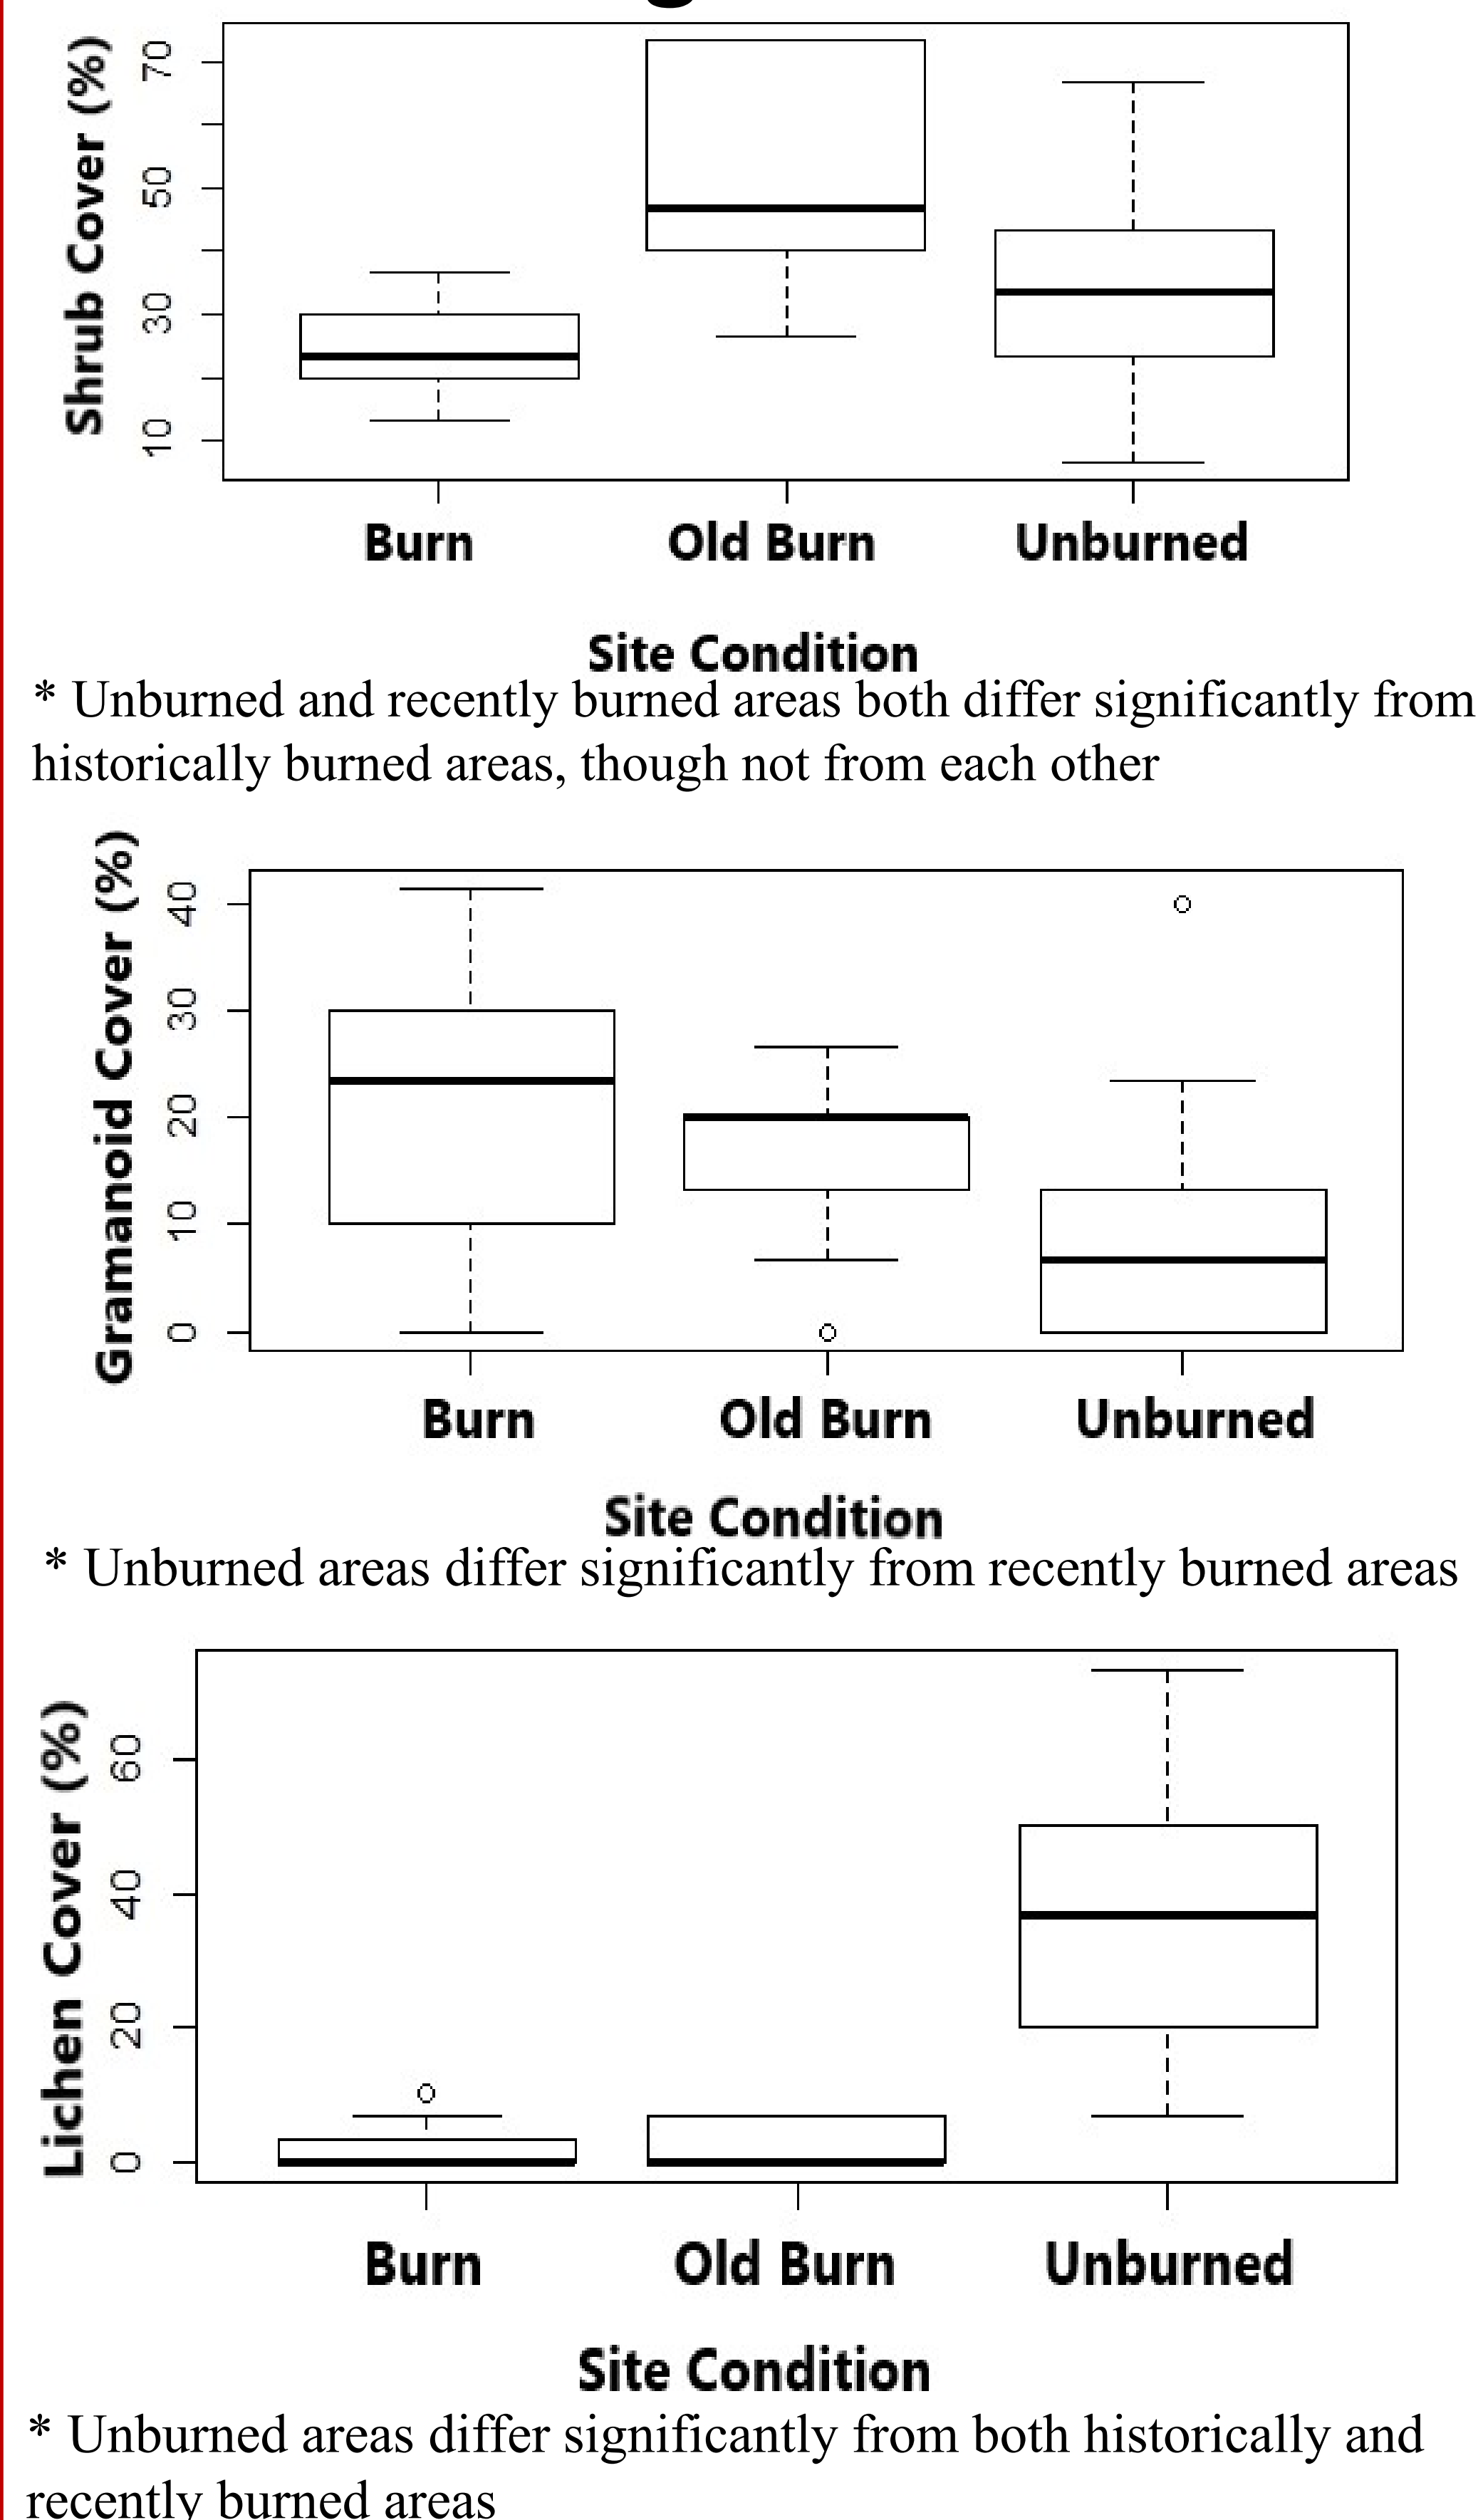 Shrub Cover (%)
70
50
30
10
Burn Old Burn Unburned
Site Condition
* Unburned and recently burned areas both differ significantly from
historically burned areas, though not from each other
Gramanoid Cover (%)
40
30
20
10
0
Burn Old Burn Unburned
Site Condition
* Unburned areas differ significantly from recently burned areas
Lichen Cover (%)
60
40
20
0
Burn Old Burn Unburned
Site Condition
* Unburned areas differ significantly from both historically and
recently burned areas